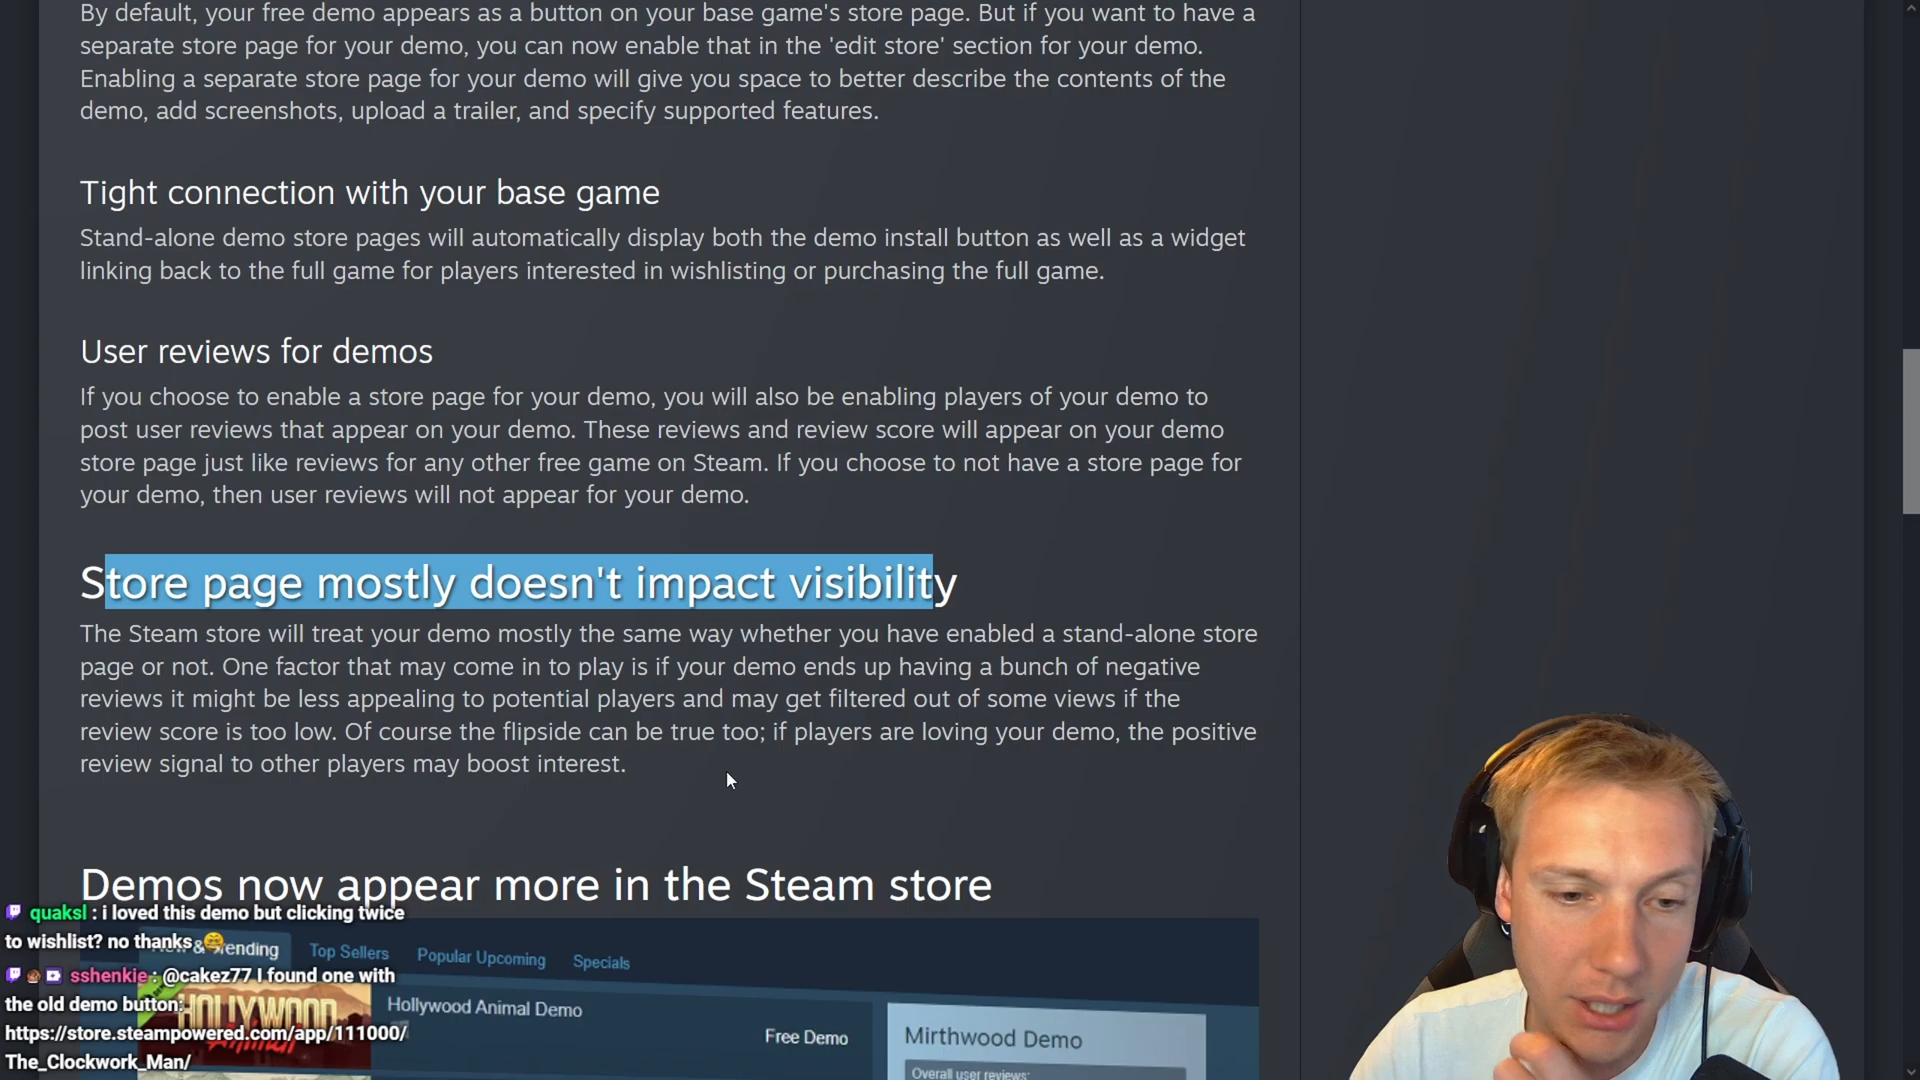 By default, your free demo appears as a button on your base game's store page. But if you want to have a
separate store page for your demo, you can now enable that in the 'edit store' section for your demo.
Enabling a separate store page for your demo will give you space to better describe the contents of the
demo, add screenshots, upload a trailer, and specify supported features.
Tight connection with your base game
Stand-alone demo store pages will automatically display both the demo install button as well as a widget
linking back to the full game for players interested in wishlisting or purchasing the full game.
User reviews for demos
If you choose to enable a store page for your demo, you will also be enabling players of your demo to
post user reviews that appear on your demo. These reviews and review score will appear on your demo
store page just like reviews for any other free game on Steam. If you choose to not have a store page for
your demo, then user reviews will not appear for your demo.
Store page mostly doesn't impact visibility
The Steam store will treat your demo mostly the same way whether you have enabled a stand-alone store
page or not. One factor that may come in to play is if your demo ends up having a bunch of negative
reviews it might be less appealing to potential players and may get filtered out of some views if the
review score is too low. Of course the flipside can be true too; if players are loving your demo, the positive
review signal to other players may boost interest.
Demos now appear more in the Steam store
quaksl : i loved this demo but clicking twice
to wishlist? no thanks
& Trending Top Sellers Popular Upcoming Specials
sshenkie : @cakez77 I found one with
the old demo button:
https://store.steampowered.com/app/111000/
The_Clockwork_Man/
HOLLYWOOD
Animal
Hollywood Animal Demo
Free Demo
Mirthwood Demo
Overall user reviews: